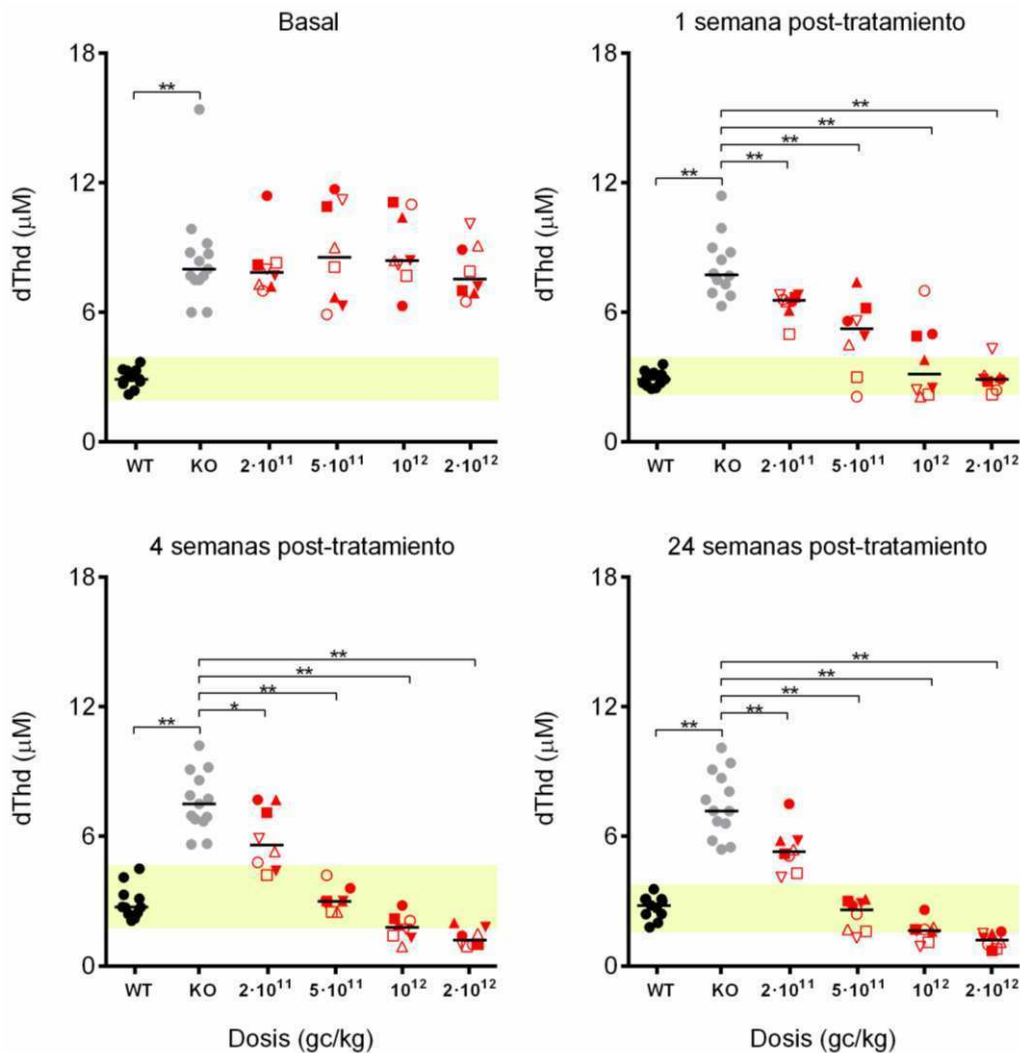 Basal
18
12
6
0
dThd (μM)
**
WT KO 2·10¹¹ 5·10¹¹ 10¹² 2·10¹²
1 semana post-tratamiento
18
12
6
0
dThd (μM)
**
**
**
**
**
WT KO 2·10¹¹ 5·10¹¹ 10¹² 2·10¹²
4 semanas post-tratamiento
18
12
6
0
dThd (μM)
**
**
**
*
**
WT KO 2·10¹¹ 5·10¹¹ 10¹² 2·10¹²
Dosis (gc/kg)
24 semanas post-tratamiento
18
12
6
0
dThd (μM)
**
**
**
**
**
WT KO 2·10¹¹ 5·10¹¹ 10¹² 2·10¹²
Dosis (gc/kg)